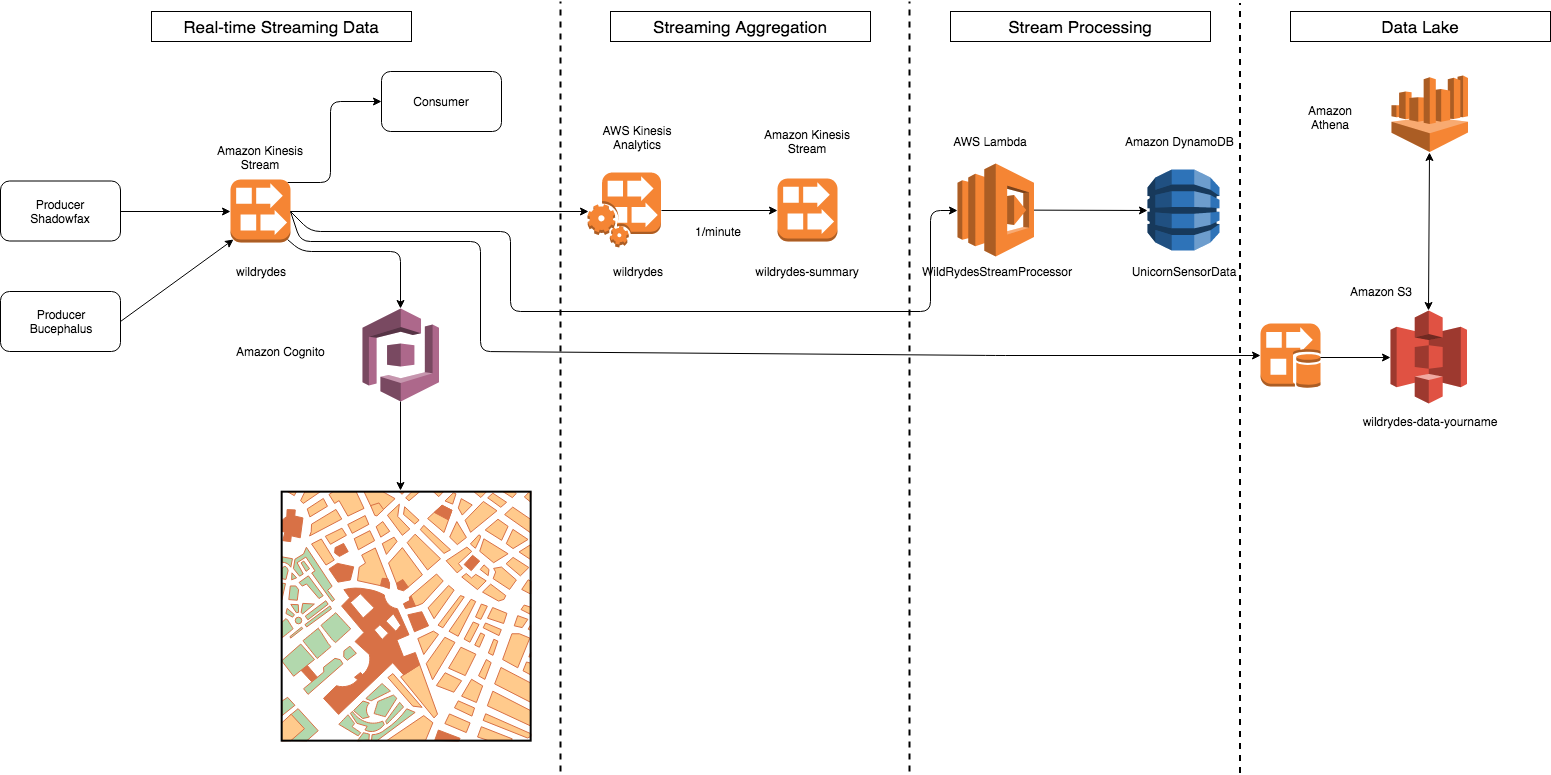 Real-time Streaming Data
Streaming Aggregation
Stream Processing
Data Lake
Consumer
Amazon Kinesis
Stream
Producer
Shadowfax
wildrydes
Producer
Bucephalus
Amazon Cognito
AWS Kinesis
Analytics
1/minute
wildrydes
Amazon Kinesis
Stream
wildrydes-summary
AWS Lambda
WildRydesStreamProcessor
Amazon DynamoDB
UnicornSensorData
Amazon
Athena
Amazon S3
wildrydes-data-yourname